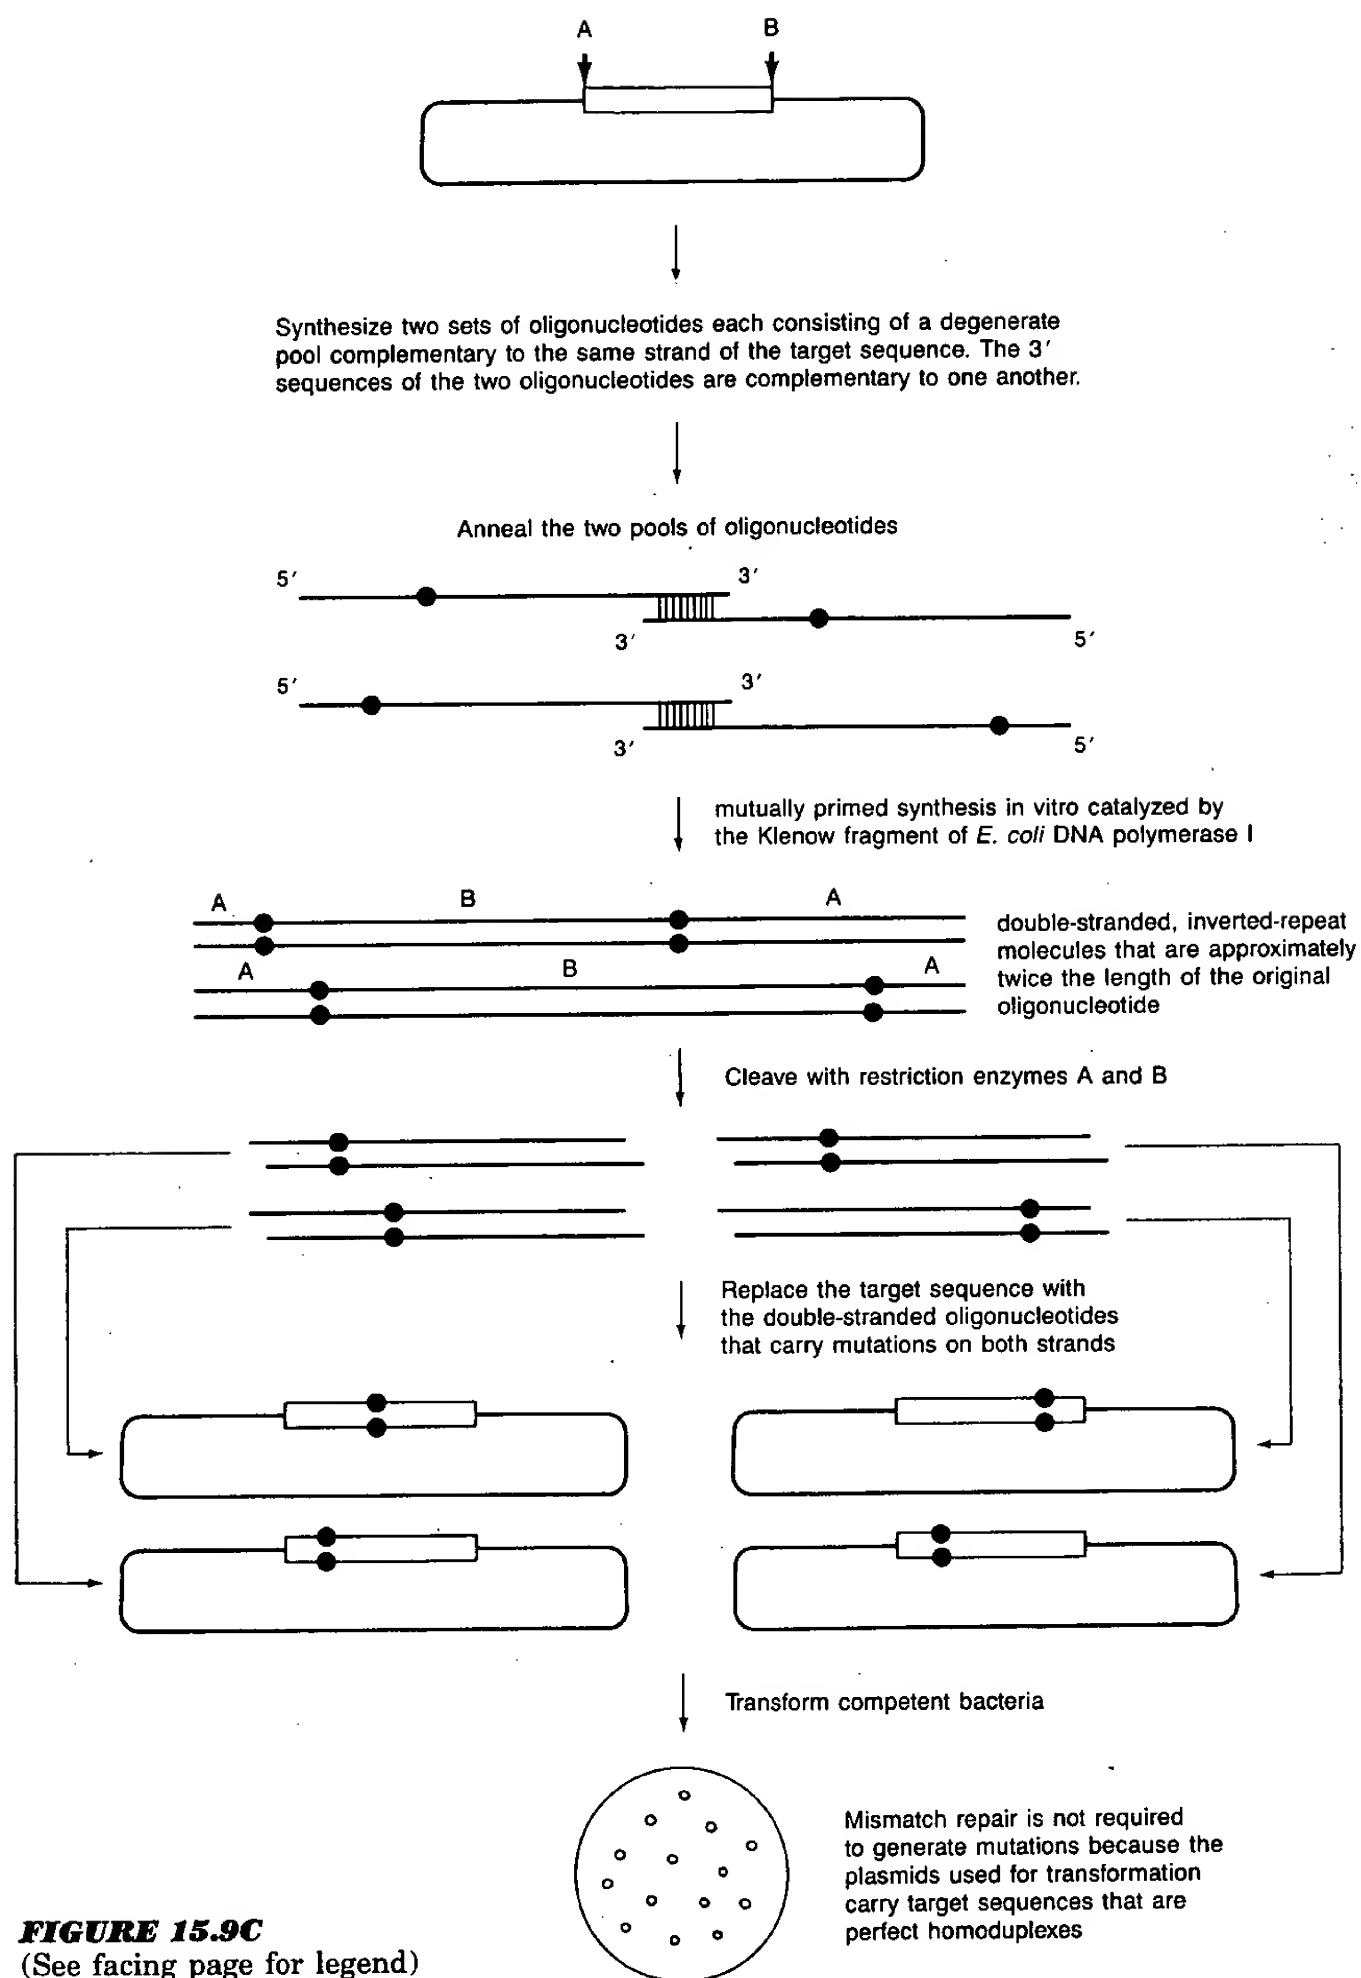 A B
Synthesize two sets of oligonucleotides each consisting of a degenerate
pool complementary to the same strand of the target sequence. The 3′
sequences of the two oligonucleotides are complementary to one another.
Anneal the two pools of oligonucleotides
5′ 3′
3′ 5′
5′ 3′
3′ 5′
mutually primed synthesis in vitro catalyzed by
the Klenow fragment of E. coli DNA polymerase I
A B A
double-stranded, inverted-repeat
molecules that are approximately
A B A
twice the length of the original
oligonucleotide
Cleave with restriction enzymes A and B
Replace the target sequence with
the double-stranded oligonucleotides
that carry mutations on both strands
Transform competent bacteria
Mismatch repair is not required
to generate mutations because the
plasmids used for transformation
carry target sequences that are
perfect homoduplexes
FIGURE 15.9C
(See facing page for legend)